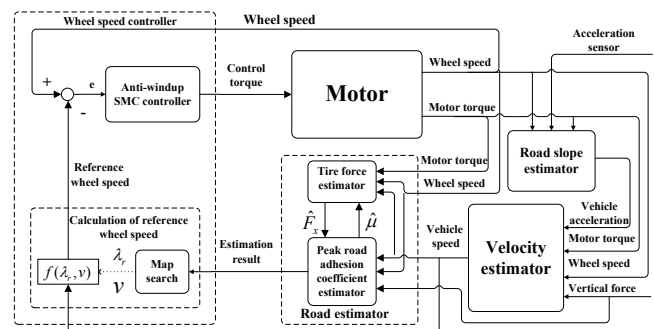 Wheel speed controller
Wheel speed
Acceleration
sensor
+
e
-
Anti-windup
SMC controller
Control
torque
Motor
Wheel speed
Motor torque
Road slope
estimator
Reference
wheel speed
Tire force
estimator
Motor torque
Wheel speed
F̂ₓ
μ̂
Vehicle
acceleration
Motor torque
Wheel speed
Vertical force
Calculation of reference
wheel speed
f(λᵣ,v)
λᵣ
v
Map
search
Estimation
result
Peak road
adhesion
coefficient
estimator
Road estimator
Vehicle
speed
Velocity
estimator